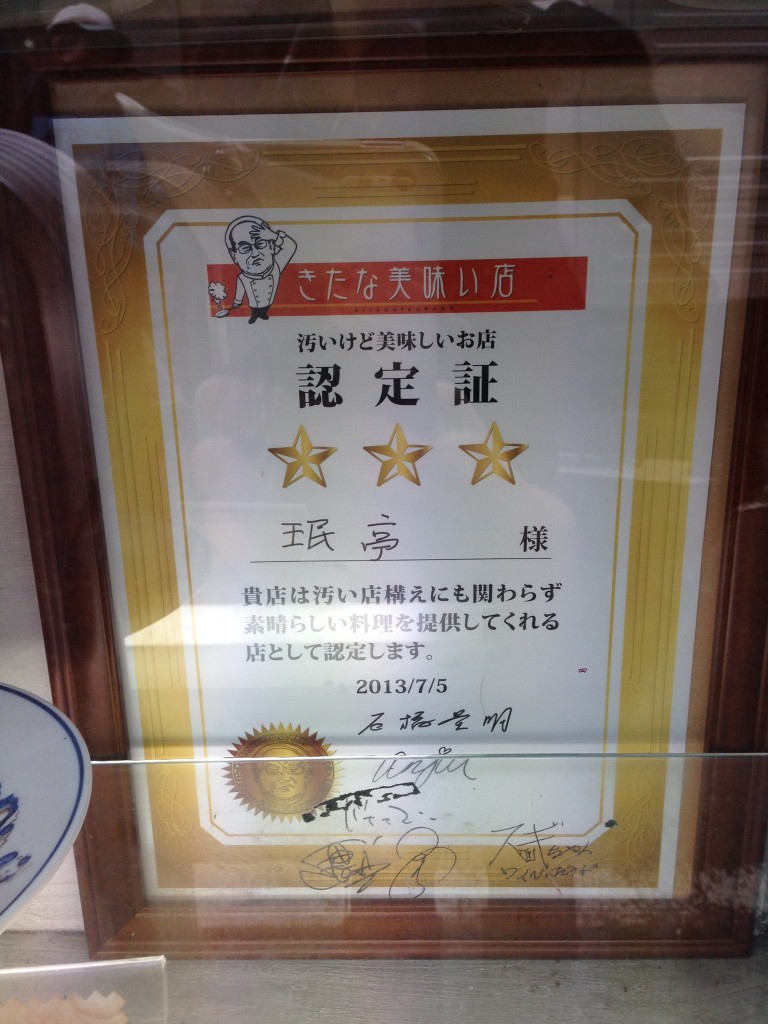 きたな美味い店
汚いけど美味しいお店
認定証
珉亭 様
貴店は汚い店構えにも関わらず
素晴らしい料理を提供してくれる
店として認定します。
2013/7/5
石橋貴明